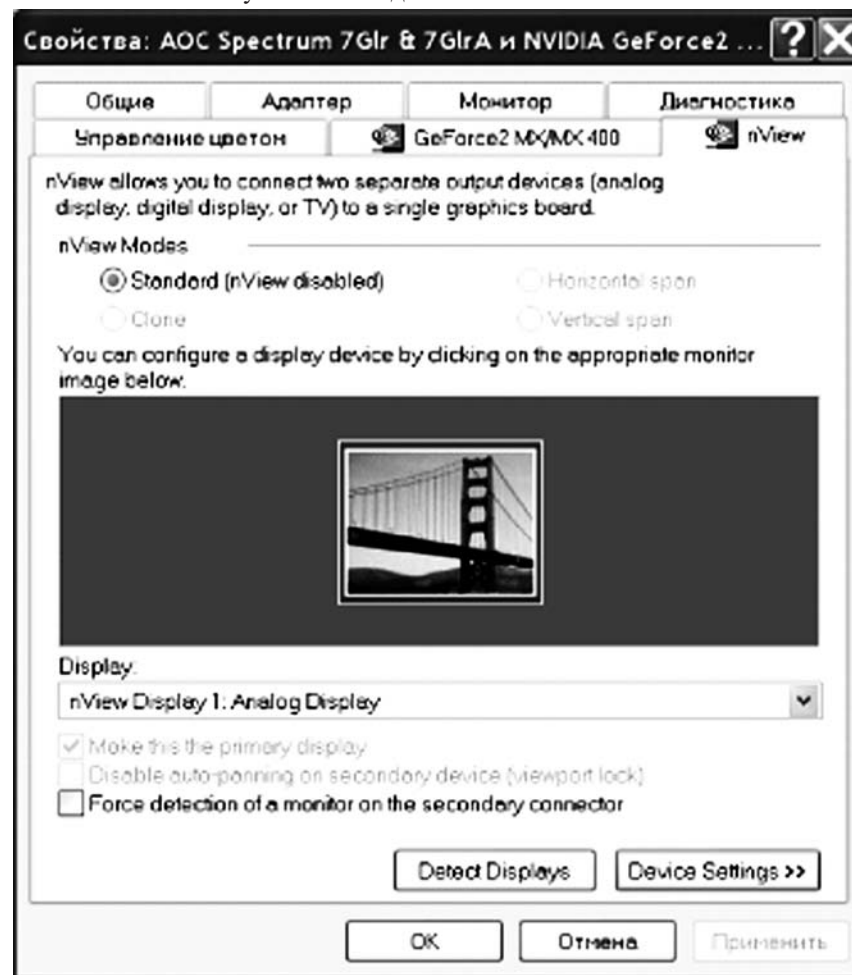 Свойства: AOC Spectrum 7Glr & 7GlrA и NVIDIA GeForce2 ...
Общие Адаптер Монитор Диагностика
Управление цветом GeForce2 MX/MX 400 nView
nView allows you to connect two separate output devices (analog
display, digital display, or TV) to a single graphics board.
nView Modes
Standard (nView disabled) Horizontal span
Clone Vertical span
You can configure a display device by clicking on the appropriate monitor
image below.
Display:
nView Display 1: Analog Display
Make this the primary display
Disable auto-panning on secondary device (viewport lock)
Force detection of a monitor on the secondary connector
Detect Displays Device Settings >>
OK Отмена Применить